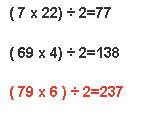 ( 7 x 22) ÷ 2=77
( 69 x 4) ÷ 2=138
( 79 x 6 ) ÷ 2=237